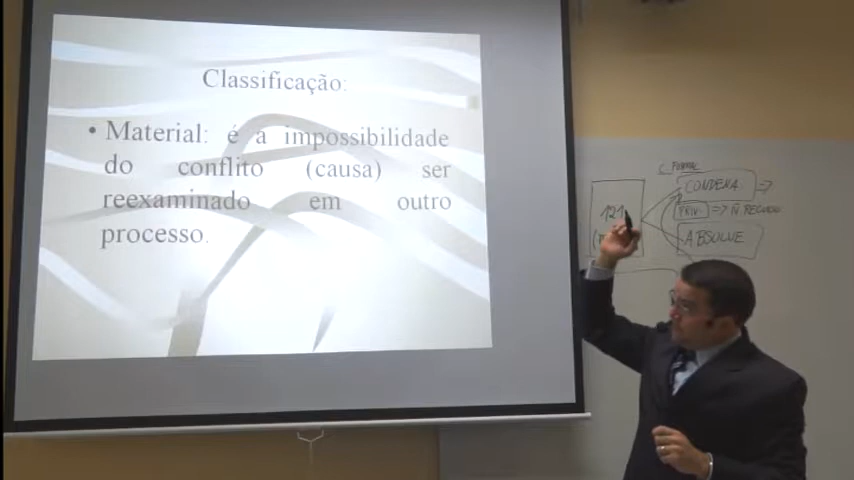 Classificação:
• Material: é a impossibilidade
do conflito (causa) ser
reexaminado em outro
processo.
C. FORMAL
CONDENA =>
121
PRIV. => Ñ RECURSO
ABSOLVE